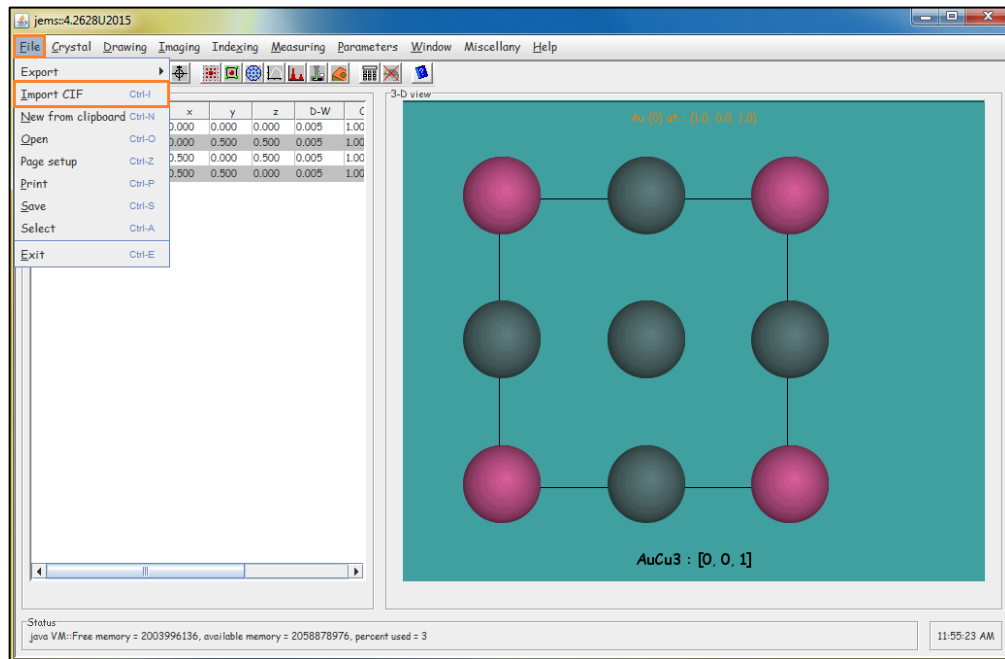 jems::4.2628U2015
File Crystal Drawing Imaging Indexing Measuring Parameters Window Miscellany Help
Export
Import CIF Ctrl-I
New from clipboard Ctrl-N
Open Ctrl-O
Page setup Ctrl-Z
Print Ctrl-P
Save Ctrl-S
Select Ctrl-A
Exit Ctrl-E
x y z D-W
0.000 0.000 0.000 0.005 1.00
0.000 0.500 0.500 0.005 1.00
0.500 0.000 0.500 0.005 1.00
0.500 0.500 0.000 0.005 1.00
3-D view
Au (0) at : (1.0, 0.0, 1.0)
AuCu3 : [0, 0, 1]
Status
java VM::Free memory = 2003996136, available memory = 2058878976, percent used = 3
11:55:23 AM